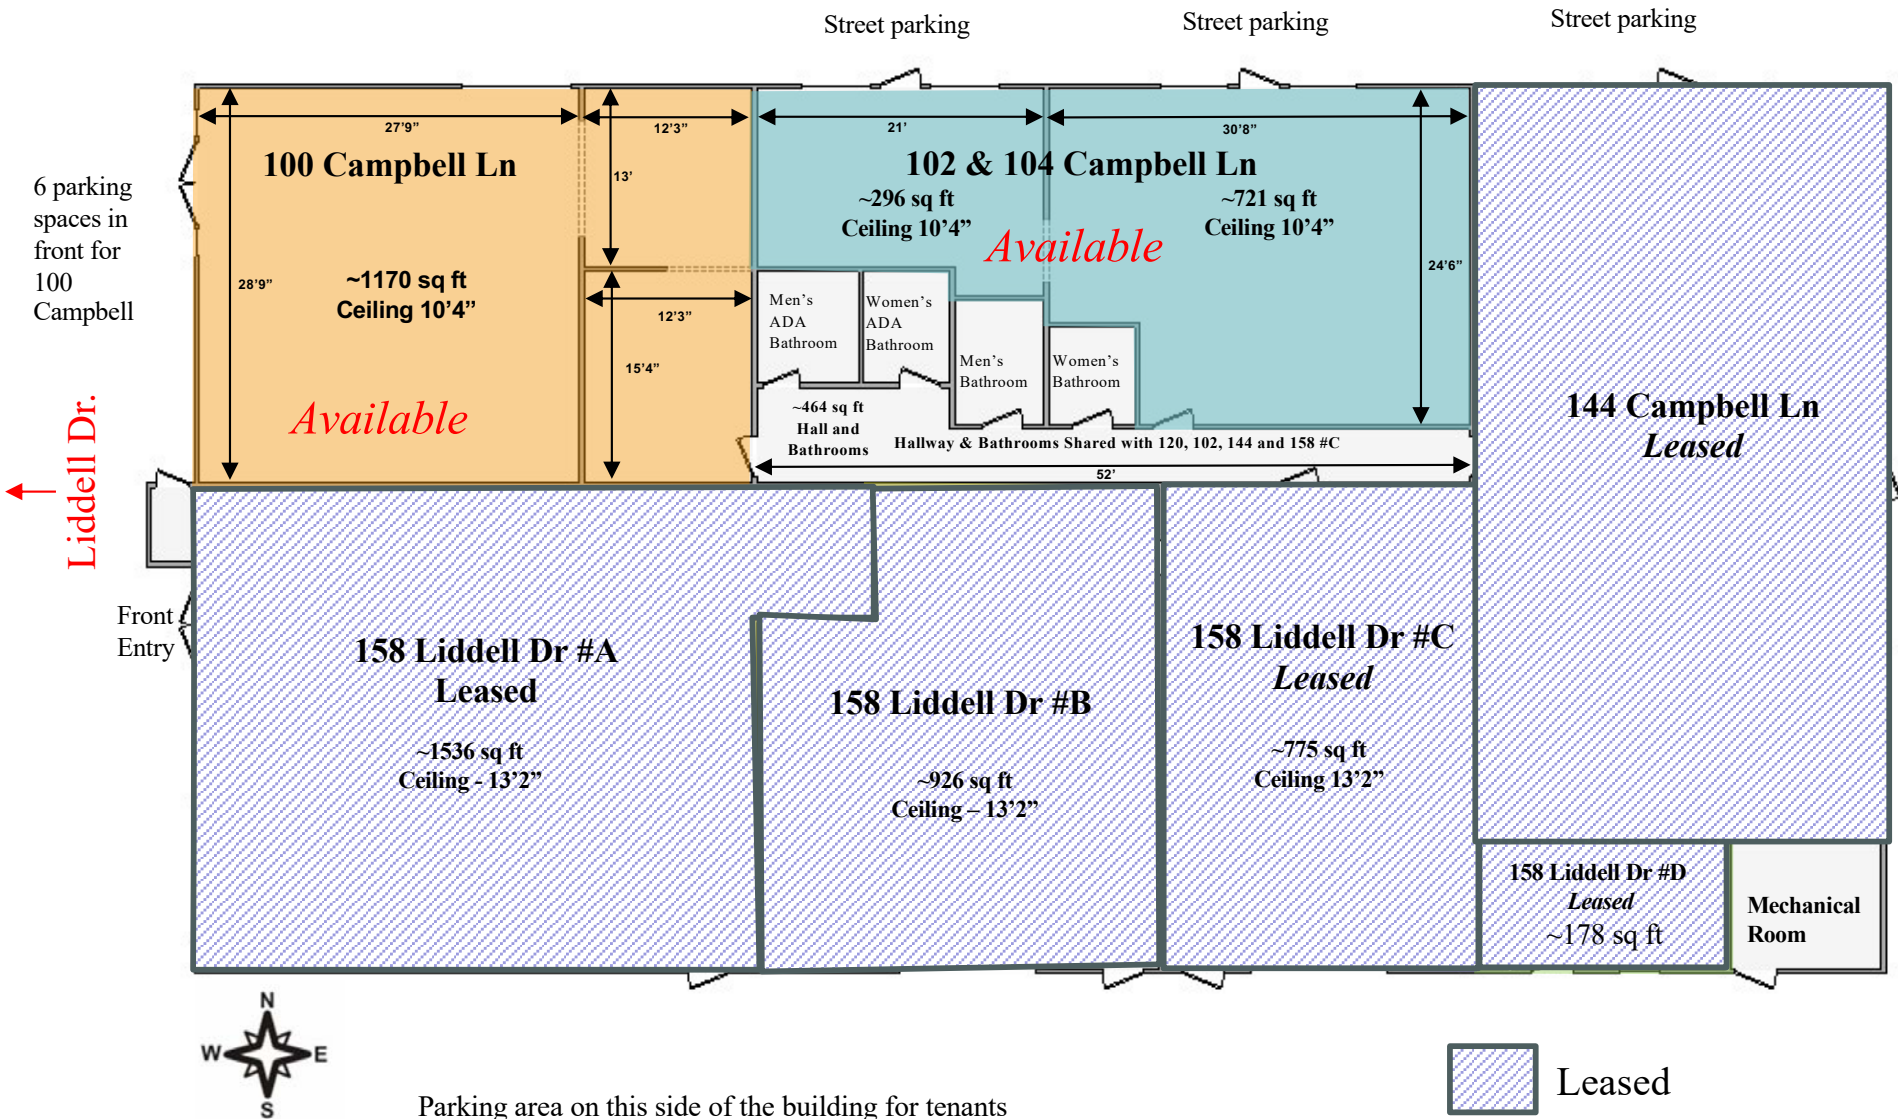 Street parking
Street parking
Street parking
27’9”
12’3”
21’
30’8”
100 Campbell Ln
102 & 104 Campbell Ln
13’
6 parking
spaces in
front for
100
Campbell
~296 sq ft
Ceiling 10’4”
~721 sq ft
Ceiling 10’4”
Available
28’9”
~1170 sq ft
Ceiling 10’4”
24’6”
12’3”
Men’s
ADA
Bathroom
Women’s
ADA
Bathroom
Men’s
Bathroom
Women’s
Bathroom
15’4”
Available
~464 sq ft
Hall and
Bathrooms
Hallway & Bathrooms Shared with 120, 102, 144 and 158 #C
52’
144 Campbell Ln
Leased
Liddell Dr.
Front
Entry
158 Liddell Dr #A
Leased
~1536 sq ft
Ceiling - 13’2”
158 Liddell Dr #B
~926 sq ft
Ceiling – 13’2”
158 Liddell Dr #C
Leased
~775 sq ft
Ceiling 13’2”
158 Liddell Dr #D
Leased
~178 sq ft
Mechanical
Room
N
W
E
S
Leased
Parking area on this side of the building for tenants